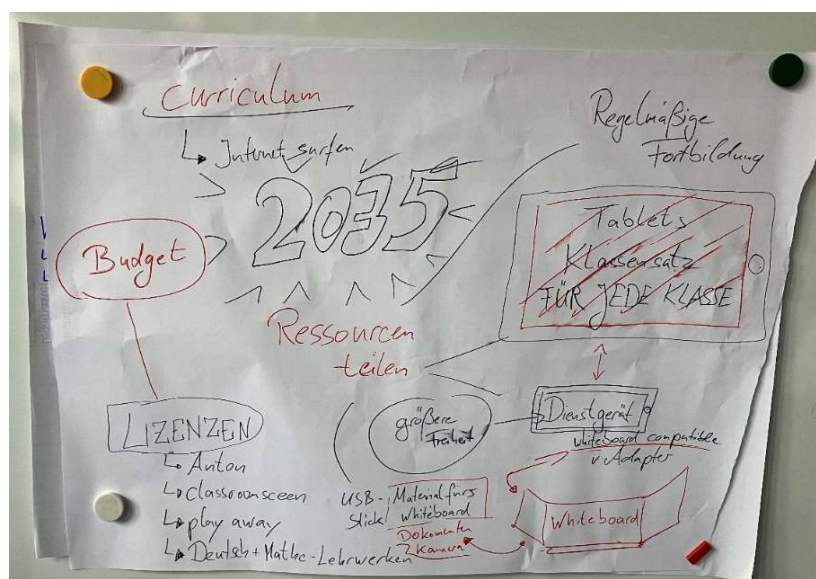 Curriculum
↳ Internet surfen
2035
Regelmäßige
Fortbildung
Budget
Tablets
Klassensatz
FÜR JEDE KLASSE
Ressourcen
teilen
LIZENZEN
↳ Anton
↳ Classroomsceen
↳ play away
↳ Deutsch + Mathe - Lehrwerken
größere
Freiheit
Dienstgerät
whiteboard compatible
v Adapter
USB-
Stick
Material fürs
whiteboard
Dokumenten
Kamera
Whiteboard